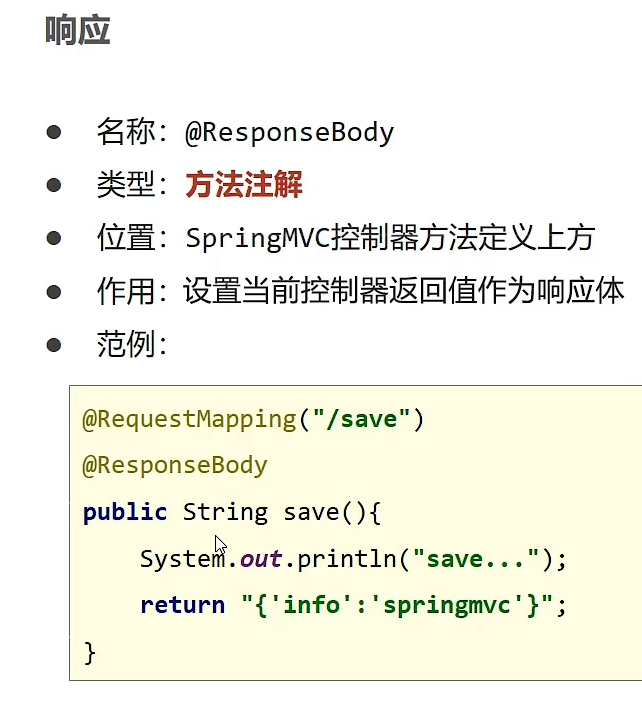 响应
● 名称：@ResponseBody
● 类型：方法注解
● 位置：SpringMVC控制器方法定义上方
● 作用：设置当前控制器返回值作为响应体
● 范例：
@RequestMapping("/save")
@ResponseBody
public String save(){
    System.out.println("save...");
    return "{'info':'springmvc'}";
}